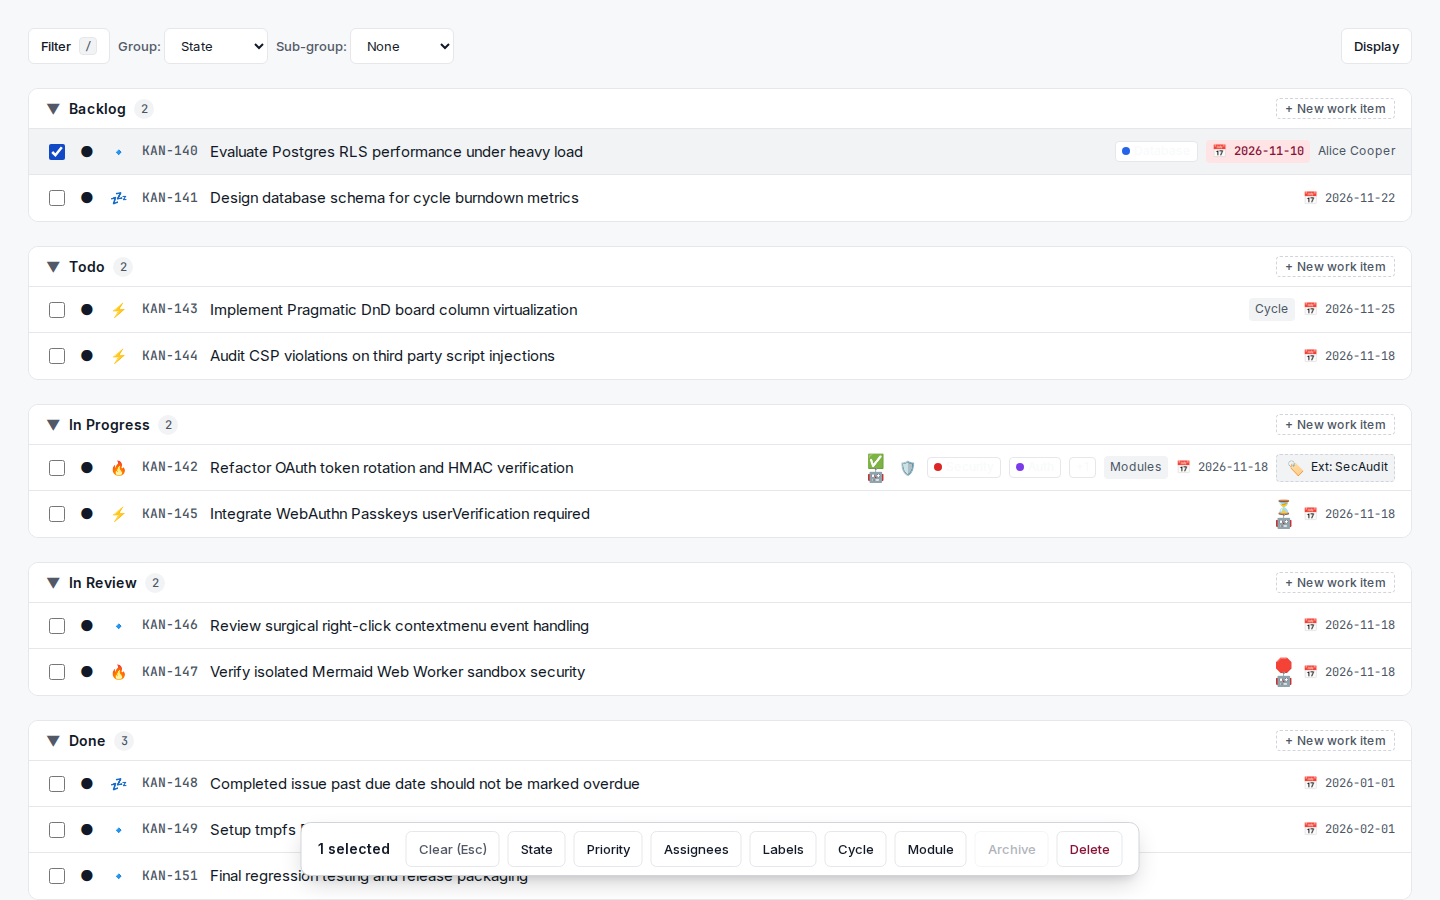 Filter / Group: State Sub-group: None Display
Backlog 2 + New work item
KAN-140 Evaluate Postgres RLS performance under heavy load 2026-11-10 Alice Cooper
KAN-141 Design database schema for cycle burndown metrics 2026-11-22
Todo 2 + New work item
KAN-143 Implement Pragmatic DnD board column virtualization Cycle 2026-11-25
KAN-144 Audit CSP violations on third party script injections 2026-11-18
In Progress 2 + New work item
KAN-142 Refactor OAuth token rotation and HMAC verification Modules 2026-11-18 Ext: SecAudit
KAN-145 Integrate WebAuthn Passkeys userVerification required 2026-11-18
In Review 2 + New work item
KAN-146 Review surgical right-click contextmenu event handling 2026-11-18
KAN-147 Verify isolated Mermaid Web Worker sandbox security 2026-11-18
Done 3 + New work item
KAN-148 Completed issue past due date should not be marked overdue 2026-01-01
KAN-149 Setup tmpfs 2026-02-01
1 selected Clear (Esc) State Priority Assignees Labels Cycle Module Archive Delete
KAN-151 Final regression testing and release packaging